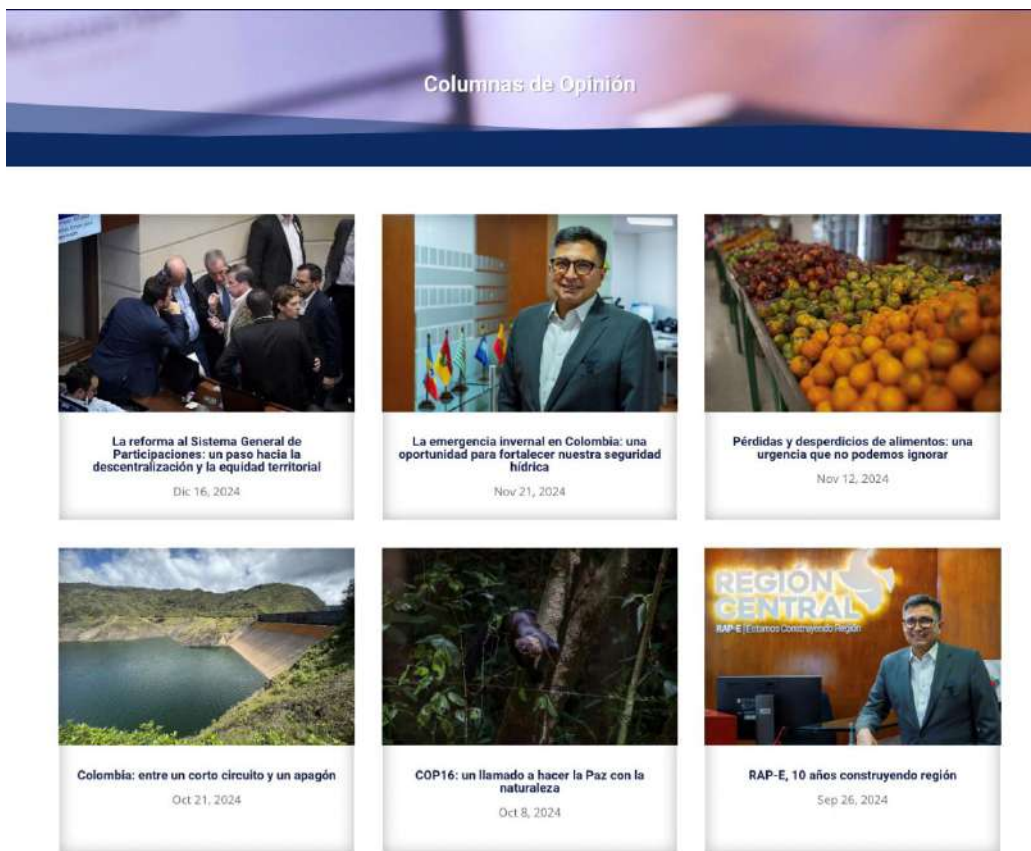 Columnas de Opinión
La reforma al Sistema General de
Participaciones: un paso hacia la
descentralización y la equidad territorial
Dic 16, 2024
La emergencia invernal en Colombia: una
oportunidad para fortalecer nuestra seguridad
hídrica
Nov 21, 2024
Pérdidas y desperdicios de alimentos: una
urgencia que no podemos ignorar
Nov 12, 2024
REGIÓN
CENTRAL
RAP-E | Estamos Construyendo Región
Colombia: entre un corto circuito y un apagón
Oct 21, 2024
COP16: un llamado a hacer la Paz con la
naturaleza
Oct 8, 2024
RAP-E, 10 años construyendo región
Sep 26, 2024